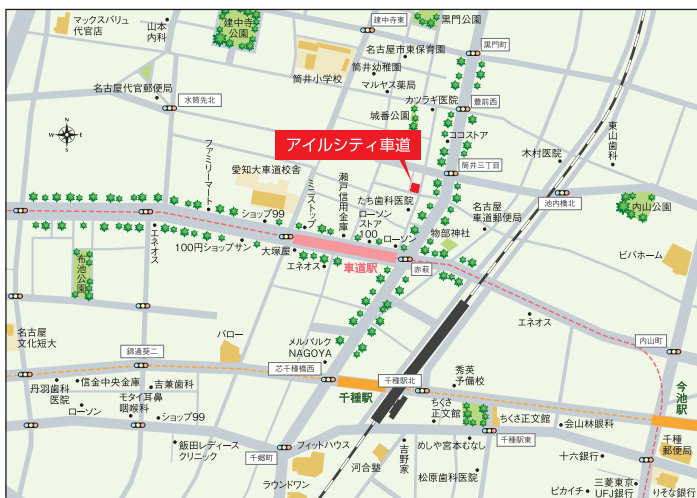 マックスバリュ
代官店
山本
内科
建中寺
公園
建中寺東
黒門公園
黒門町
名古屋市東保育園
筒井幼稚園
筒井小学校
マルヤス薬局
名古屋代官郵便局
水筒先北
カツラギ医院
豊前西
城番公園
ココストア
アイルシティ車道
N
W
E
S
筒井三丁目
木村医院
東山歯科
ファミリーマート
愛知大車道校舎
瀬戸信用金庫
ミニストップ
たち歯科医院
ローソン
ストア
100
ローソン
物部神社
名古屋
車道郵便局
池内橋北
内山公園
ショップ99
エネオス
100円ショップサン
大塚屋
エネオス
車道駅
赤萩
ビバホーム
布池公園
エネオス
内山町
名古屋
文化短大
錦通葵二
バロー
メルパルク
NAGOYA
芯千種橋西
千種駅
千種駅北
秀英
予備校
今池駅
丹羽歯科
医院
信金中央金庫
吉兼歯科
ローソン
モタイ耳鼻
咽喉科
ショップ99
ちくさ
正文館
ちくさ正文館
会山林眼科
千種駅東
千種
郵便局
飯田レディース
クリニック
千郷町
フィットハウス
河合塾
吉野家
めしや宮本むなし
松原歯科医院
十六銀行
ラウンドワン
ピカイチ
三菱東京
UFJ銀行
りそな銀行